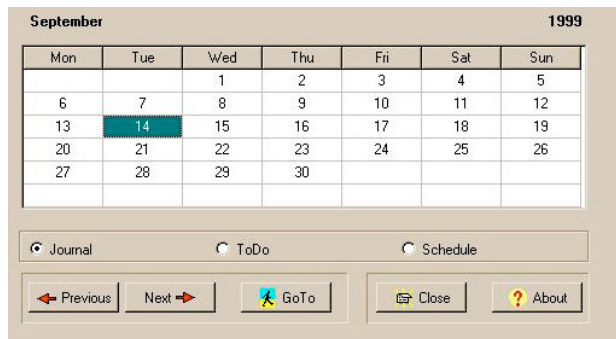 September 1999
Mon Tue Wed Thu Fri Sat Sun
1 2 3 4 5
6 7 8 9 10 11 12
13 14 15 16 17 18 19
20 21 22 23 24 25 26
27 28 29 30
Journal ToDo Schedule
Previous Next GoTo Close ? About